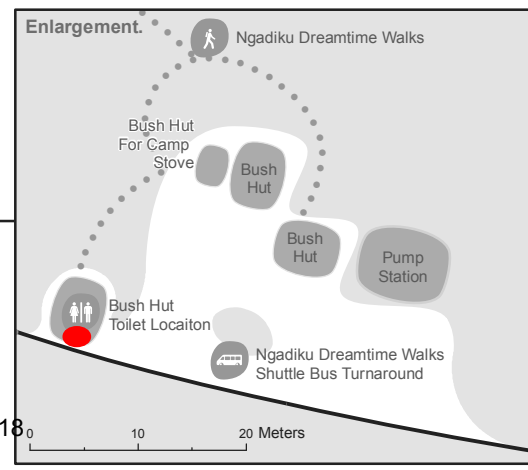 Enlargement.
Ngadiku Dreamtime Walks
Bush Hut
For Camp
Stove
Bush
Hut
Bush
Hut
Pump
Station
Bush Hut
Toilet Locaiton
Ngadiku Dreamtime Walks
Shuttle Bus Turnaround
18
0 10 20 Meters